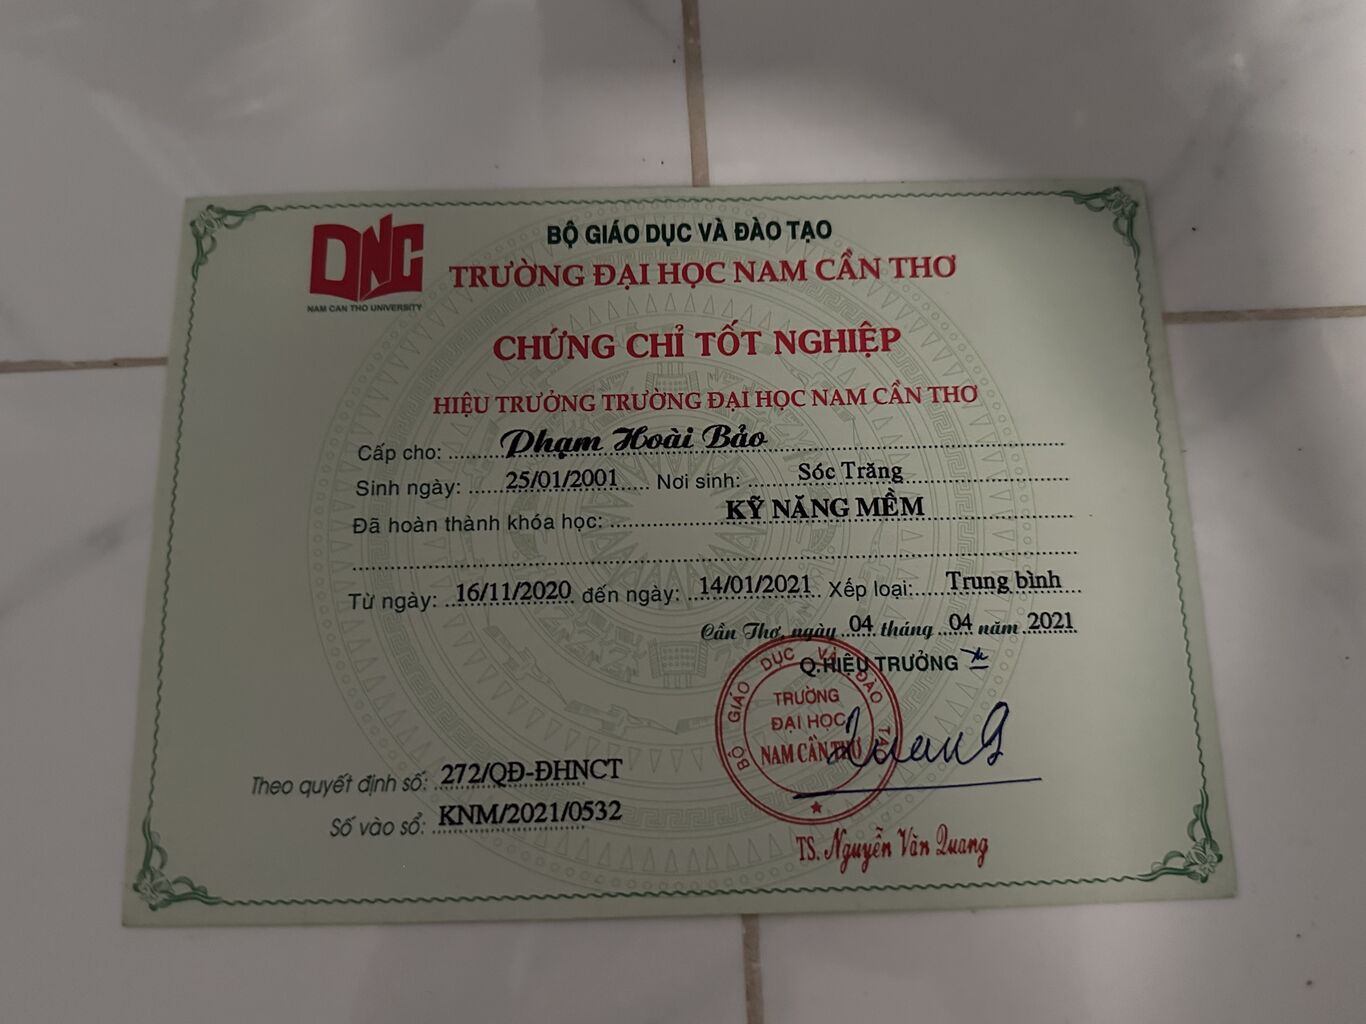 DNC
NAM CAN THO UNIVERSITY
BỘ GIÁO DỤC VÀ ĐÀO TẠO
TRƯỜNG ĐẠI HỌC NAM CẦN THƠ
CHỨNG CHỈ TỐT NGHIỆP
HIỆU TRƯỞNG TRƯỜNG ĐẠI HỌC NAM CẦN THƠ
Cấp cho: Phạm Hoài Bảo
Sinh ngày: 25/01/2001 Nơi sinh: Sóc Trăng
Đã hoàn thành khóa học: KỸ NĂNG MỀM
Từ ngày: 16/11/2020 đến ngày: 14/01/2021 Xếp loại: Trung bình
Cần Thơ, ngày 04 tháng 04 năm 2021
Q.HIỆU TRƯỞNG
BỘ GIÁO DỤC VÀ ĐÀO TẠO
TRƯỜNG
ĐẠI HỌC
NAM CẦN THƠ
Quang
Theo quyết định số: 272/QĐ-ĐHNCT
Số vào sổ: KNM/2021/0532
TS. Nguyễn Văn Quang